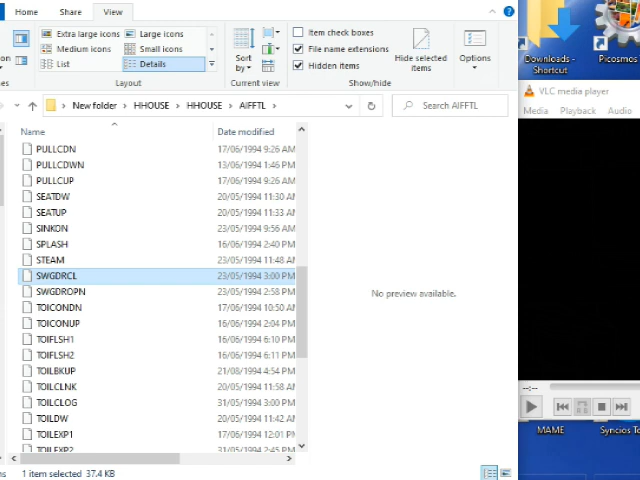 Home Share View
Extra large icons Large icons
Medium icons Small icons
List Details
Layout
Sort by
Current view
Item check boxes
File name extensions
Hidden items
Hide selected items
Show/hide
Options
New folder HHOUSE HHOUSE AIFFTL
Search AIFFTL
Name Date modified
PULLCDN 17/06/1994 9:26 AM
PULLCDWN 13/06/1994 1:46 PM
PULLCUP 17/06/1994 9:26 AM
SEATDW 20/05/1994 11:30 AM
SEATUP 20/05/1994 11:33 AM
SINKON 23/05/1994 9:56 AM
SPLASH 16/06/1994 2:40 PM
STEAM 23/05/1994 11:48 AM
SWGDRCL 23/05/1994 3:00 PM
SWGDROPN 23/05/1994 2:58 PM
TOICONDN 17/06/1994 10:50 AM
TOICONUP 16/06/1994 2:04 PM
TOIFLSH1 16/06/1994 6:10 PM
TOIFLSH2 16/06/1994 6:11 PM
TOILBKUP 21/08/1994 4:54 PM
TOILCLNK 20/05/1994 11:58 AM
TOILCLOG 31/05/1994 3:00 PM
TOILDW 20/05/1994 11:42 AM
TOILEXP1 17/06/1994 12:01 PM
TOILEXP2 31/05/1994 2:45 PM
No preview available.
1 item selected 37.4 KB
Downloads - Shortcut
Picosmos
VLC media player
Media Playback Audio
--:--
MAME
Syncios To